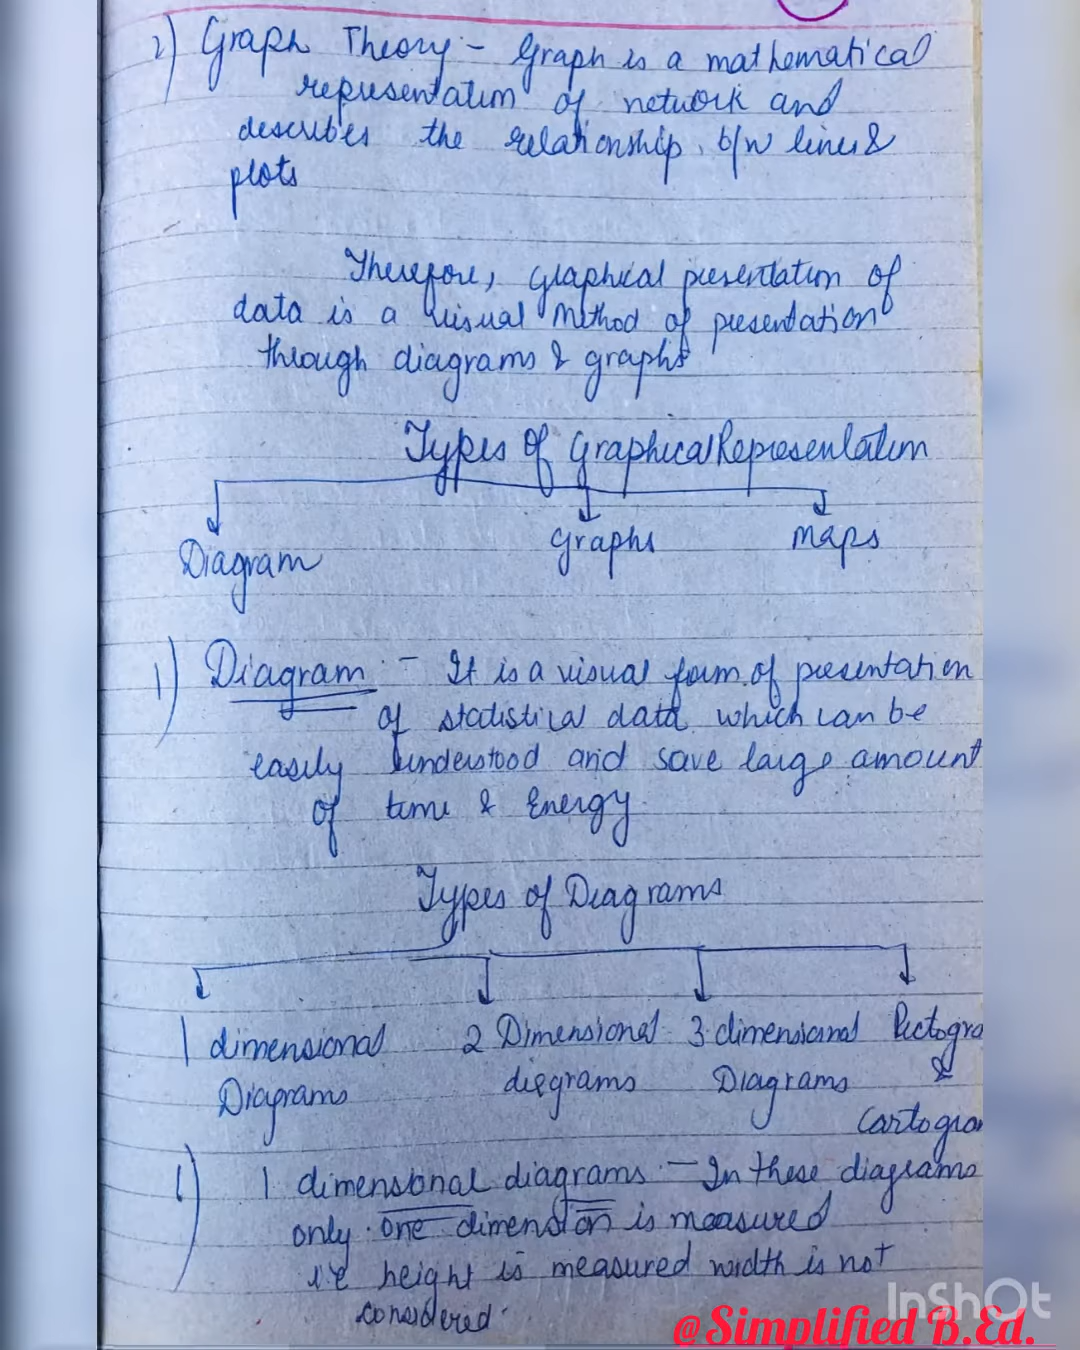 2) Graph Theory - Graph is a mathematical
representation of network and
describes the relationship b/w lines &
plots
Therefore, graphical presentation of
data is a visual method of presentation
through diagrams & graphs
Types of Graphical Representation
Diagram graphs maps
1) Diagram - It is a visual form of presentation
of statistical data which can be
easily understood and save large amount
of time & Energy
Types of Diagrams
1 dimensional 2 Dimensional 3 dimensional Pictogra
Diagrams diegrams Diagrams &
Cartogra
1 dimensional diagrams - In these diagrams
only one dimension is measured
i.e height is measured width is not
considered.
InShOt
@Simplified B.Ed.